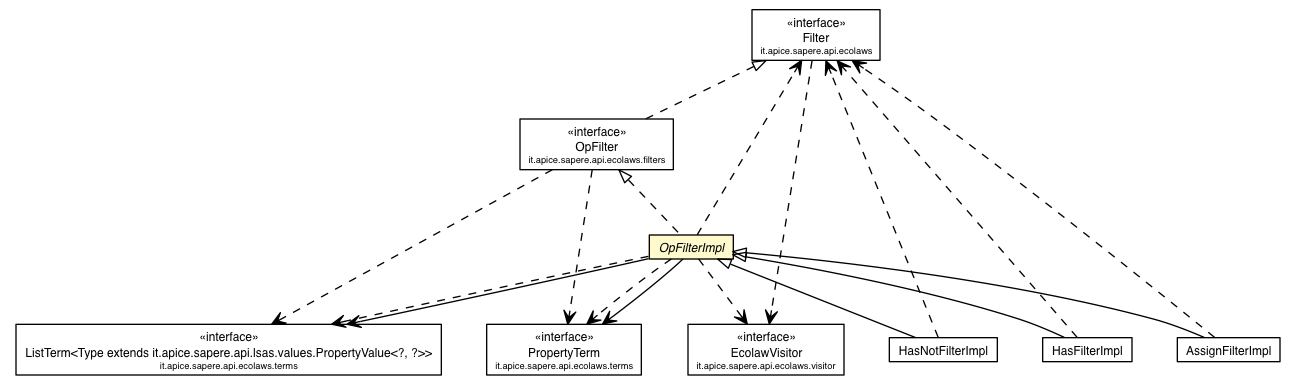 «interface»
Filter
it.apice.sapere.api.ecolaws
«interface»
OpFilter
it.apice.sapere.api.ecolaws.filters
OpFilterImpl
«interface»
ListTerm<Type extends it.apice.sapere.api.lsas.values.PropertyValue<?, ?>>
it.apice.sapere.api.ecolaws.terms
«interface»
PropertyTerm
it.apice.sapere.api.ecolaws.terms
«interface»
EcolawVisitor
it.apice.sapere.api.ecolaws.visitor
HasNotFilterImpl
HasFilterImpl
AssignFilterImpl